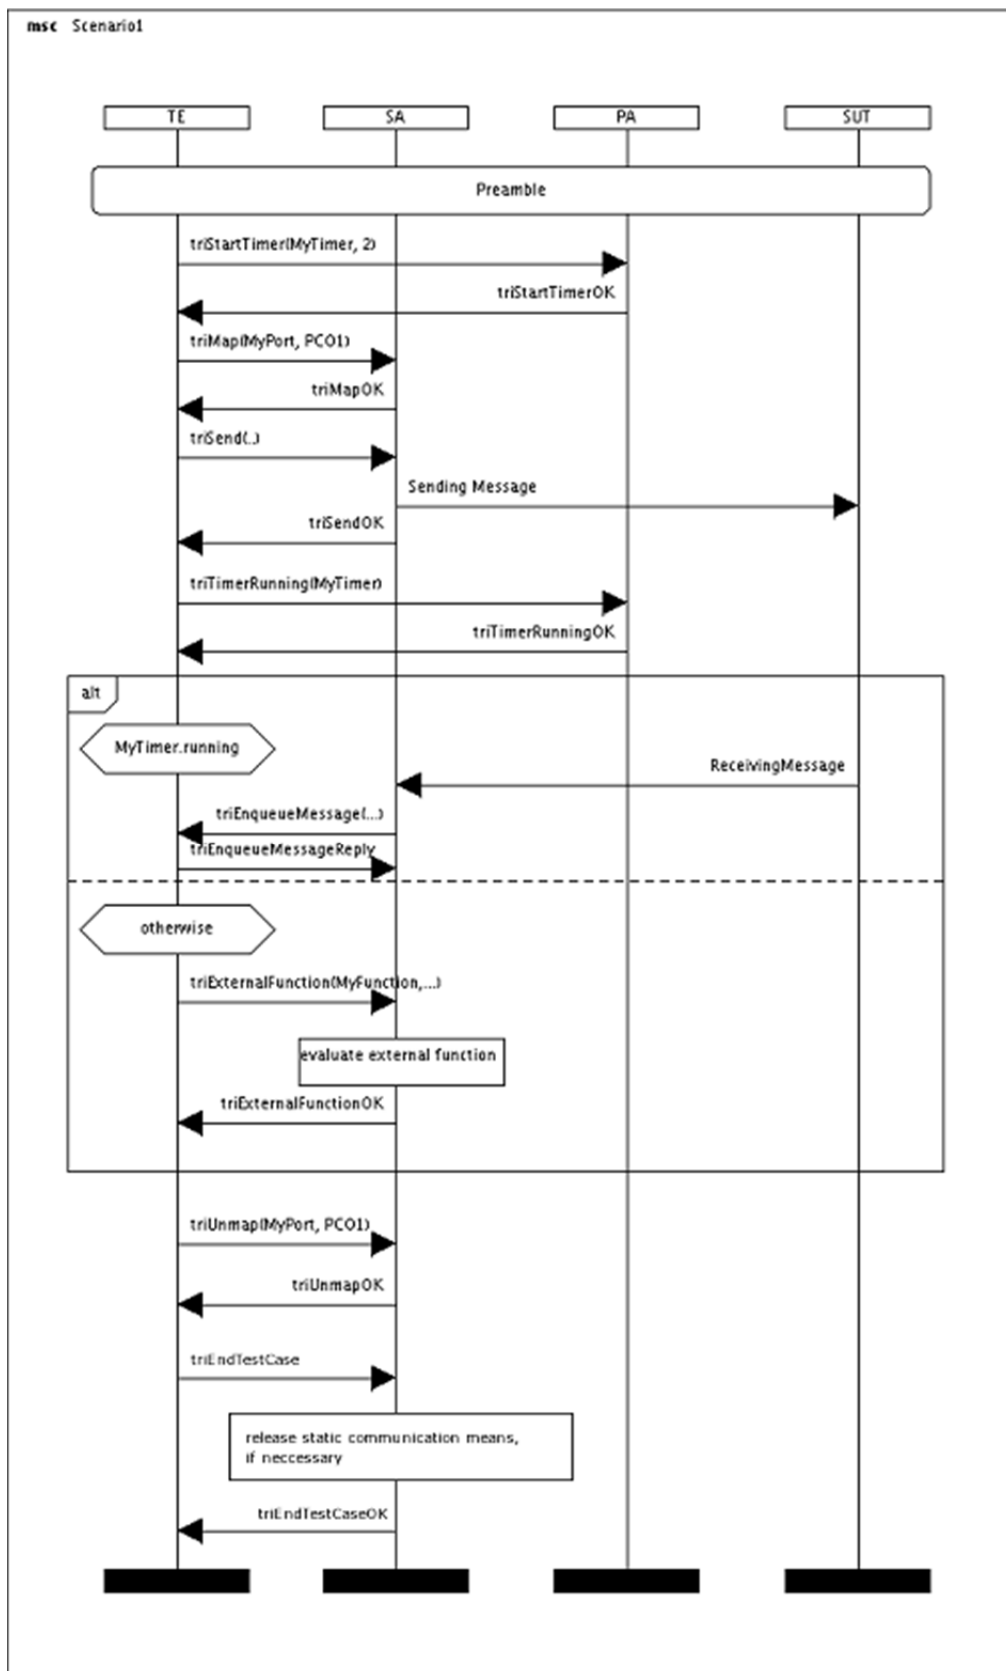 msc Scenario1
TE SA PA SUT
Preamble
triStartTimer(MyTimer, 2)
triStartTimerOK
triMap(MyPort, PCO1)
triMapOK
triSend(..)
Sending Message
triSendOK
triTimerRunning(MyTimer)
triTimerRunningOK
alt
MyTimer.running
ReceivingMessage
triEnqueueMessage(...)
triEnqueueMessageReply
otherwise
triExternalFunction(MyFunction,...)
evaluate external function
triExternalFunctionOK
triUnmap(MyPort, PCO1)
triUnmapOK
triEndTestCase
release static communication means,
if neccessary
triEndTestCaseOK